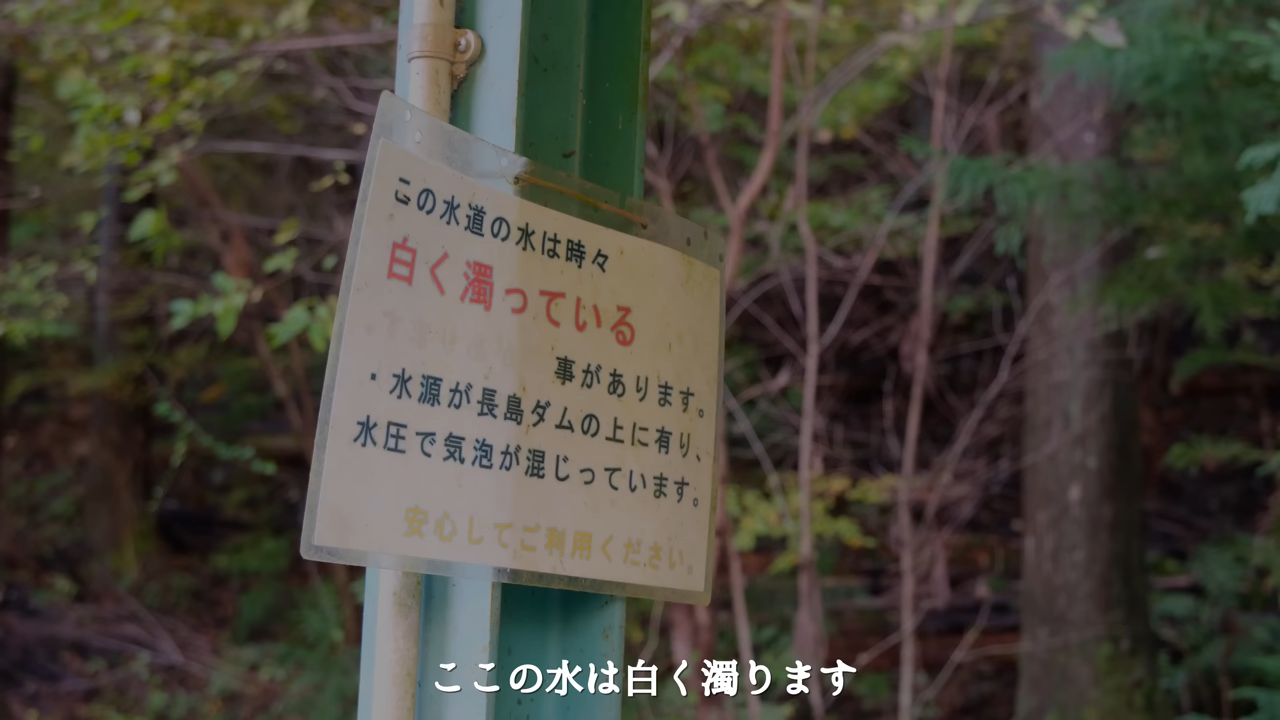 この水道の水は時々
白く濁っている
事があります。
・水源が長島ダムの上に有り、
水圧で気泡が混じっています。
安心してご利用ください。
ここの水は白く濁ります